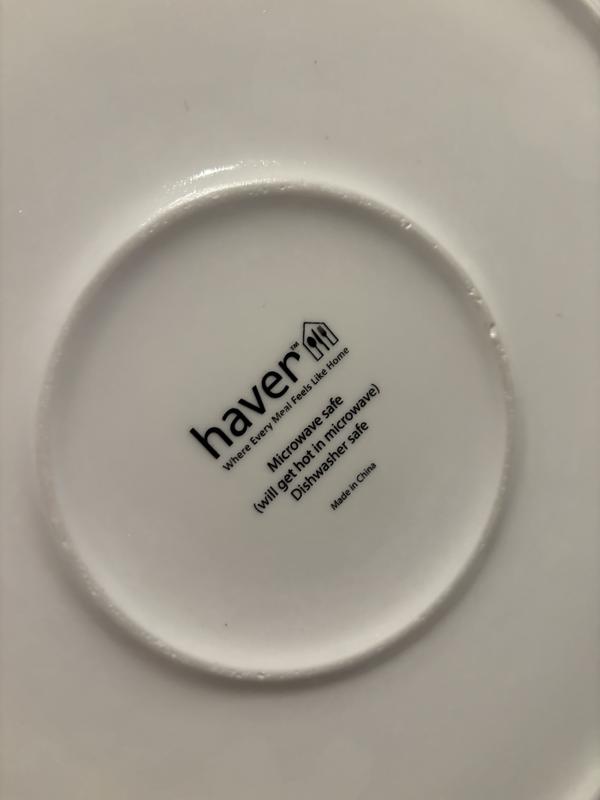 haver™
Where Every Meal Feels Like Home
Microwave safe
(will get hot in microwave)
Dishwasher safe
Made in China